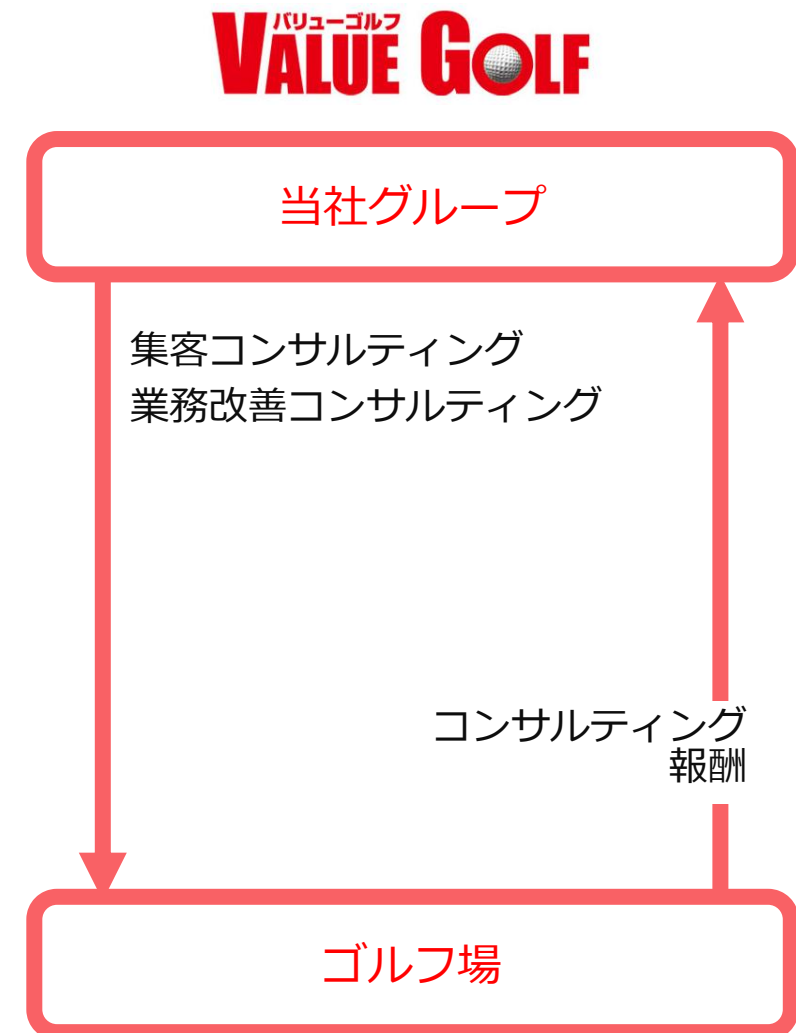 バリューゴルフ
VALUE GOLF
当社グループ
集客コンサルティング
業務改善コンサルティング
コンサルティング
報酬
ゴルフ場